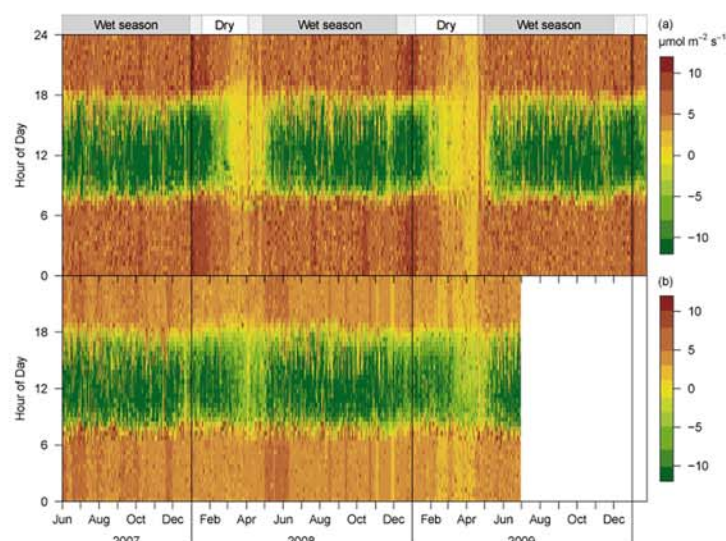 Wet season Dry Wet season Dry Wet season (a)
µmol m⁻² s⁻¹
24
18
12
6
0
Hour of Day
10
5
0
−5
−10
(b)
18
12
6
0
Hour of Day
10
5
0
−5
−10
Jun Aug Oct Dec Feb Apr Jun Aug Oct Dec Feb Apr Jun Aug Oct Dec
2007 2008 2009